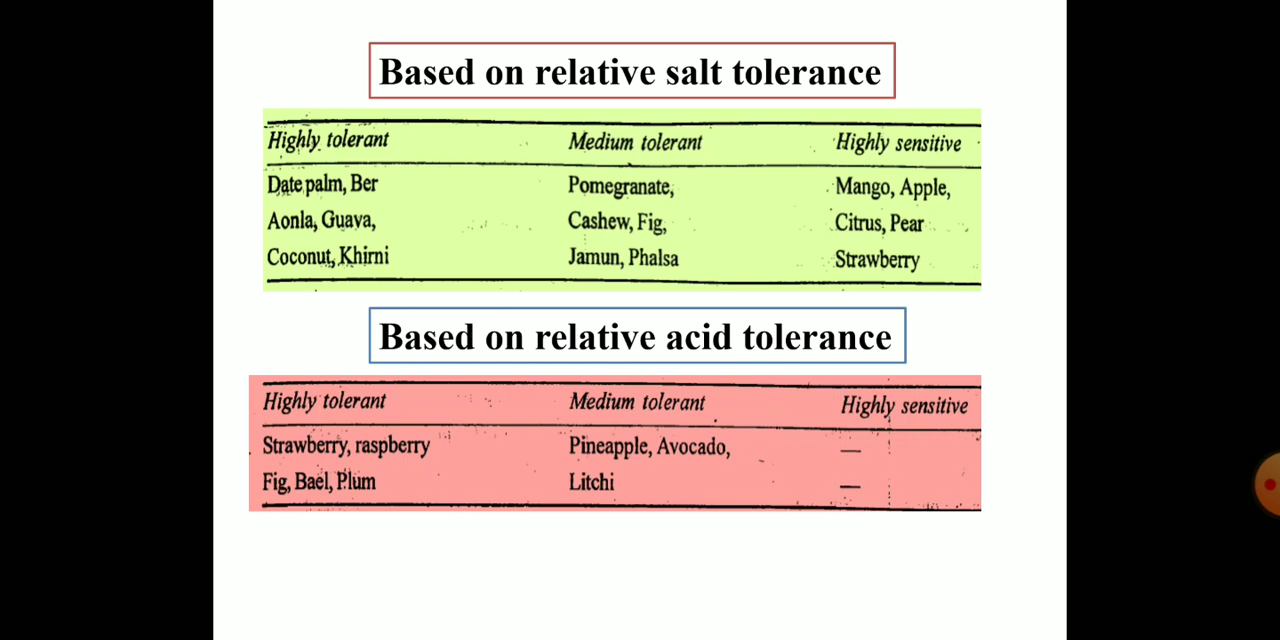 Based on relative salt tolerance
Highly tolerant Medium tolerant Highly sensitive
Date palm, Ber Pomegranate, Mango, Apple,
Aonla, Guava, Cashew, Fig, Citrus, Pear
Coconut, Khirni Jamun, Phalsa Strawberry
Based on relative acid tolerance
Highly tolerant Medium tolerant Highly sensitive
Strawberry, raspberry Pineapple, Avocado, —
Fig, Bael, Plum Litchi —